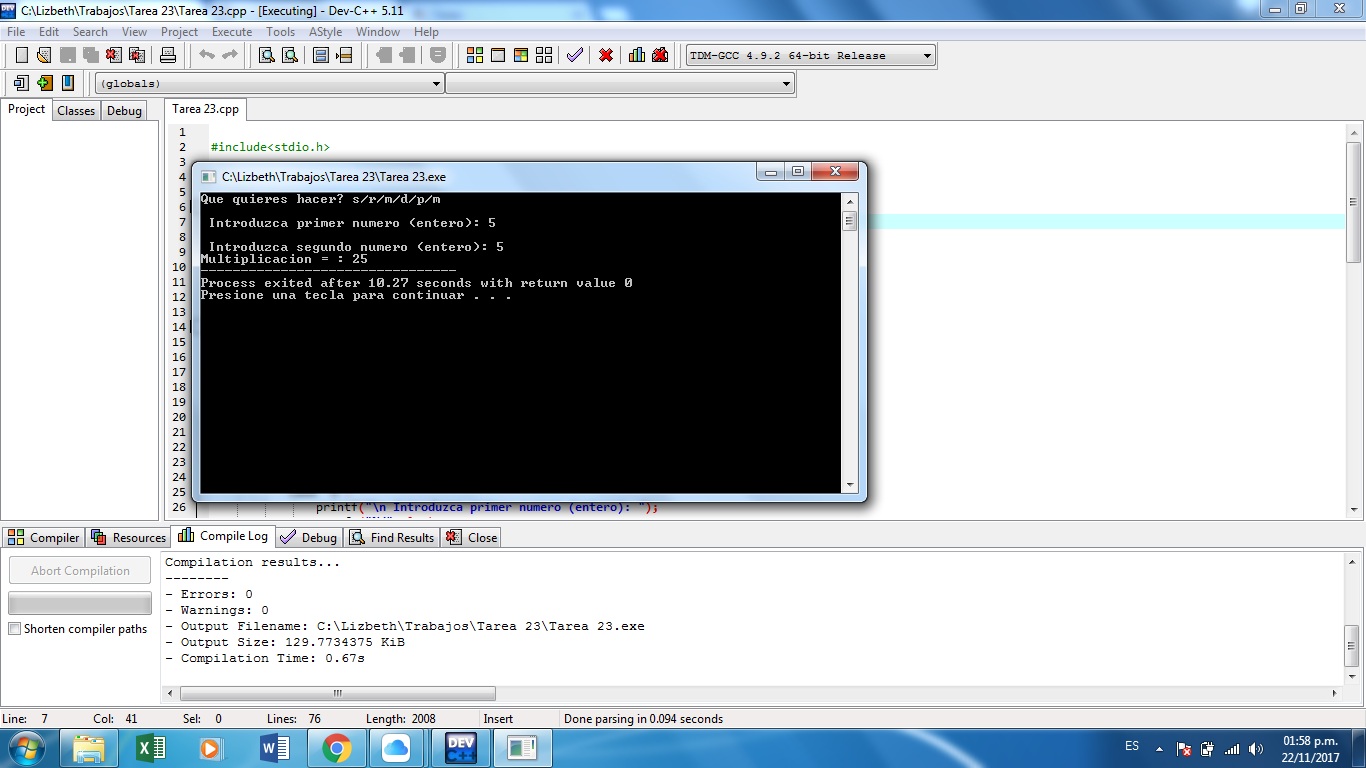 C:\Lizbeth\Trabajos\Tarea 23\Tarea 23.cpp - [Executing] - Dev-C++ 5.11
File Edit Search View Project Execute Tools AStyle Window Help
TDM-GCC 4.9.2 64-bit Release
(globals)
Project Classes Debug
Tarea 23.cpp
1
2 #include<stdio.h>
3
C:\Lizbeth\Trabajos\Tarea 23\Tarea 23.exe
4
5
6
7
8
9
10
11
12
13
14
15
16
17
18
19
20
21
22
23
24
25
26 printf("\n Introduzca primer numero (entero): ");
Que quieres hacer? s/r/m/d/p/m
Introduzca primer numero (entero): 5
Introduzca segundo numero (entero): 5
Multiplicacion = : 25
--------------------------------
Process exited after 10.27 seconds with return value 0
Presione una tecla para continuar . . .
Compiler Resources Compile Log Debug Find Results Close
Abort Compilation
Shorten compiler paths
Compilation results...
--------
- Errors: 0
- Warnings: 0
- Output Filename: C:\Lizbeth\Trabajos\Tarea 23\Tarea 23.exe
- Output Size: 129.7734375 KiB
- Compilation Time: 0.67s
Line: 7 Col: 41 Sel: 0 Lines: 76 Length: 2008 Insert Done parsing in 0.094 seconds
DEV
C++
ES
01:58 p.m.
22/11/2017